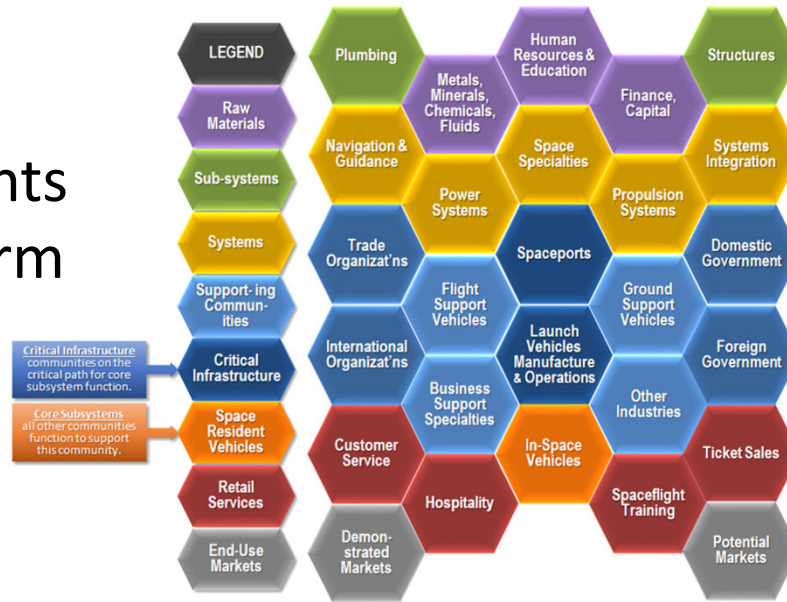 nts
rm
LEGEND
Raw
Materials
Sub-systems
Systems
Support- ing
Commun-
ities
Critical
Infrastructure
Space
Resident
Vehicles
Retail
Services
End-Use
Markets
Critical Infrastructure
communities on the
critical path for core
subsystem function.
Core Subsystems
all other communities
function to support
this community.
Plumbing
Metals,
Minerals,
Chemicals,
Fluids
Human
Resources &
Education
Finance,
Capital
Structures
Navigation &
Guidance
Power
Systems
Space
Specialties
Propulsion
Systems
Systems
Integration
Trade
Organizat'ns
Flight
Support
Vehicles
Spaceports
Ground
Support
Vehicles
Domestic
Government
International
Organizat'ns
Business
Support
Specialties
Launch
Vehicles
Manufacture
& Operations
Other
Industries
Foreign
Government
Customer
Service
Hospitality
In-Space
Vehicles
Spaceflight
Training
Ticket Sales
Demon-
strated
Markets
Potential
Markets